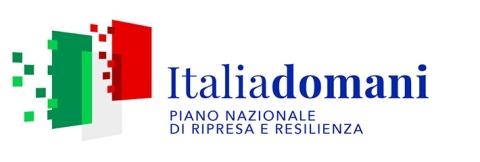 Italiadomani
PIANO NAZIONALE
DI RIPRESA E RESILIENZA